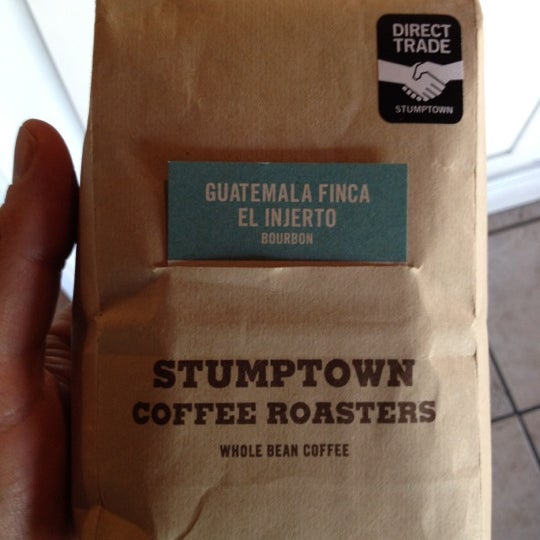 DIRECT
TRADE
STUMPTOWN
GUATEMALA FINCA
EL INJERTO
BOURBON
STUMPTOWN
COFFEE ROASTERS
WHOLE BEAN COFFEE